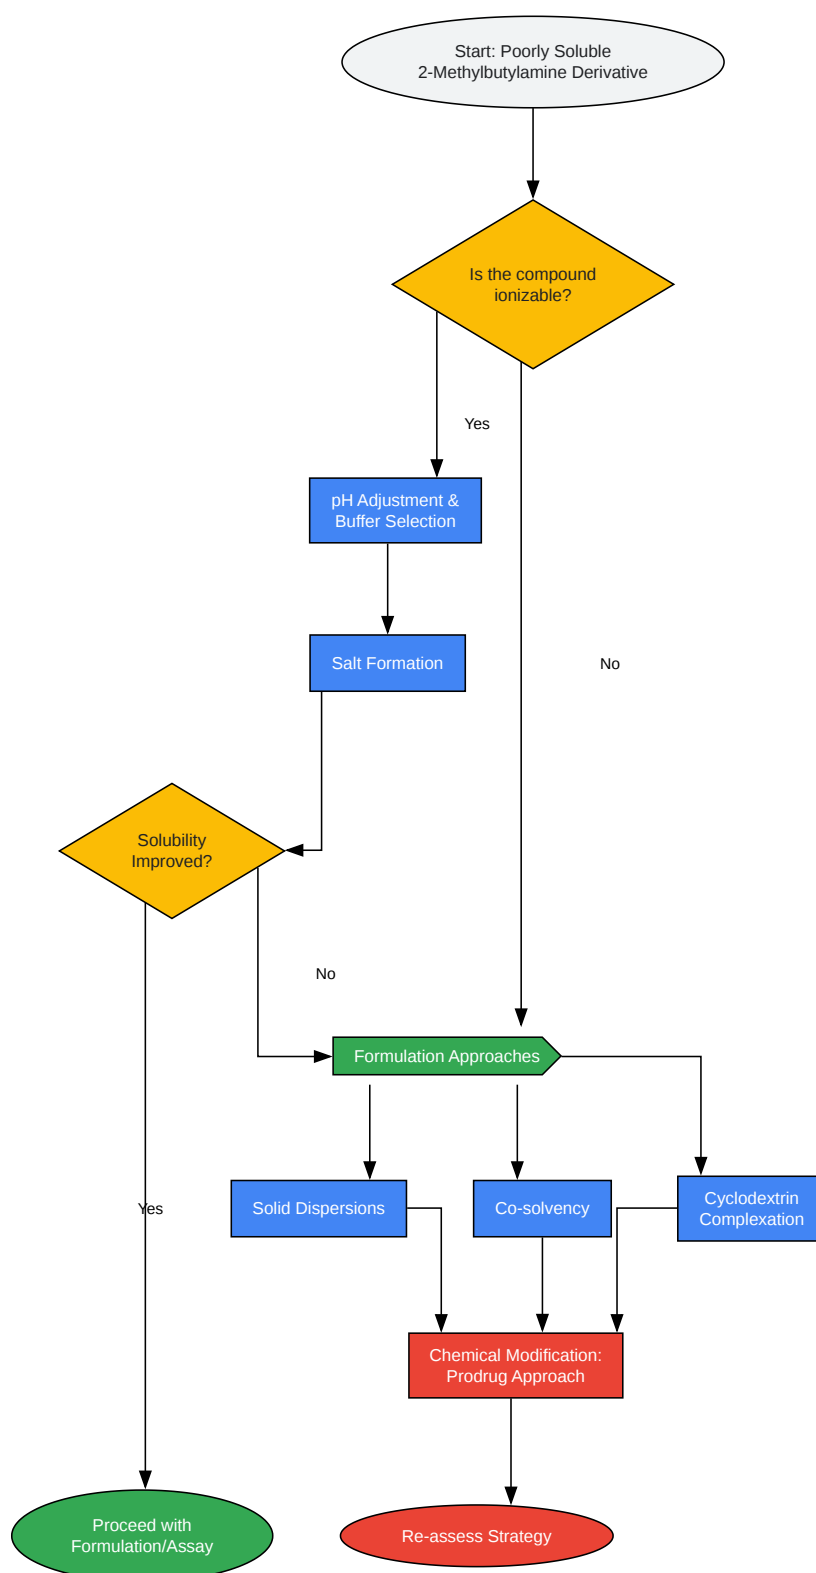 Start: Poorly Soluble
2-Methylbutylamine Derivative
Is the compound
ionizable?
Yes
pH Adjustment &
Buffer Selection
Salt Formation
No
Solubility
Improved?
No
Formulation Approaches
Solid Dispersions
Co-solvency
Cyclodextrin
Complexation
Yes
Chemical Modification:
Prodrug Approach
Proceed with
Formulation/Assay
Re-assess Strategy